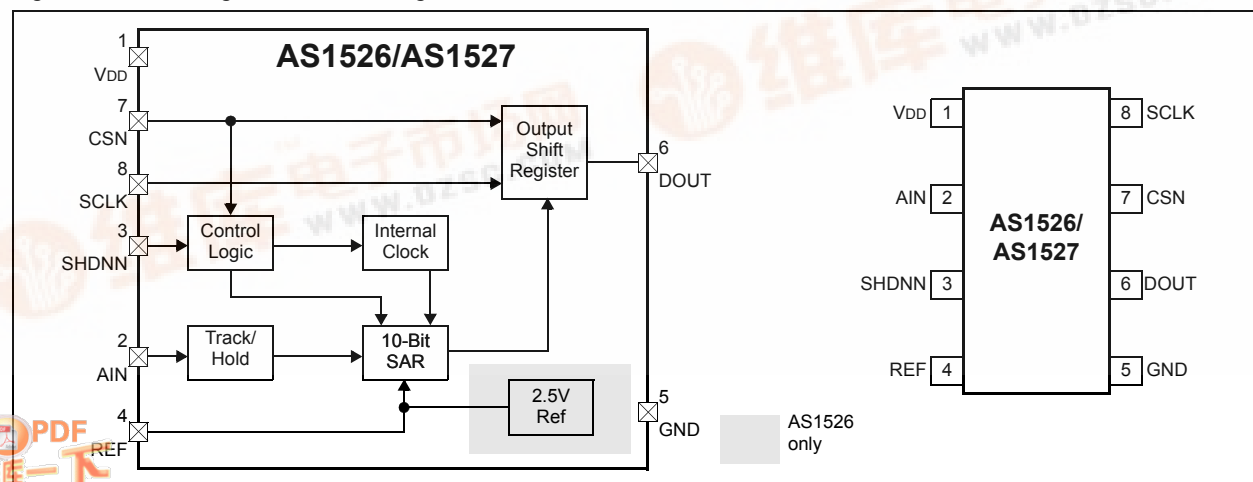 AS1526/AS1527
1
VDD
7
CSN
8
SCLK
3
SHDNN
2
AIN
4
REF
Control
Logic
Internal
Clock
Track/
Hold
10-Bit
SAR
2.5V
Ref
Output
Shift
Register
6
DOUT
5
GND
AS1526
only
VDD 1
AIN 2
SHDNN 3
REF 4
AS1526/
AS1527
8 SCLK
7 CSN
6 DOUT
5 GND
PDF